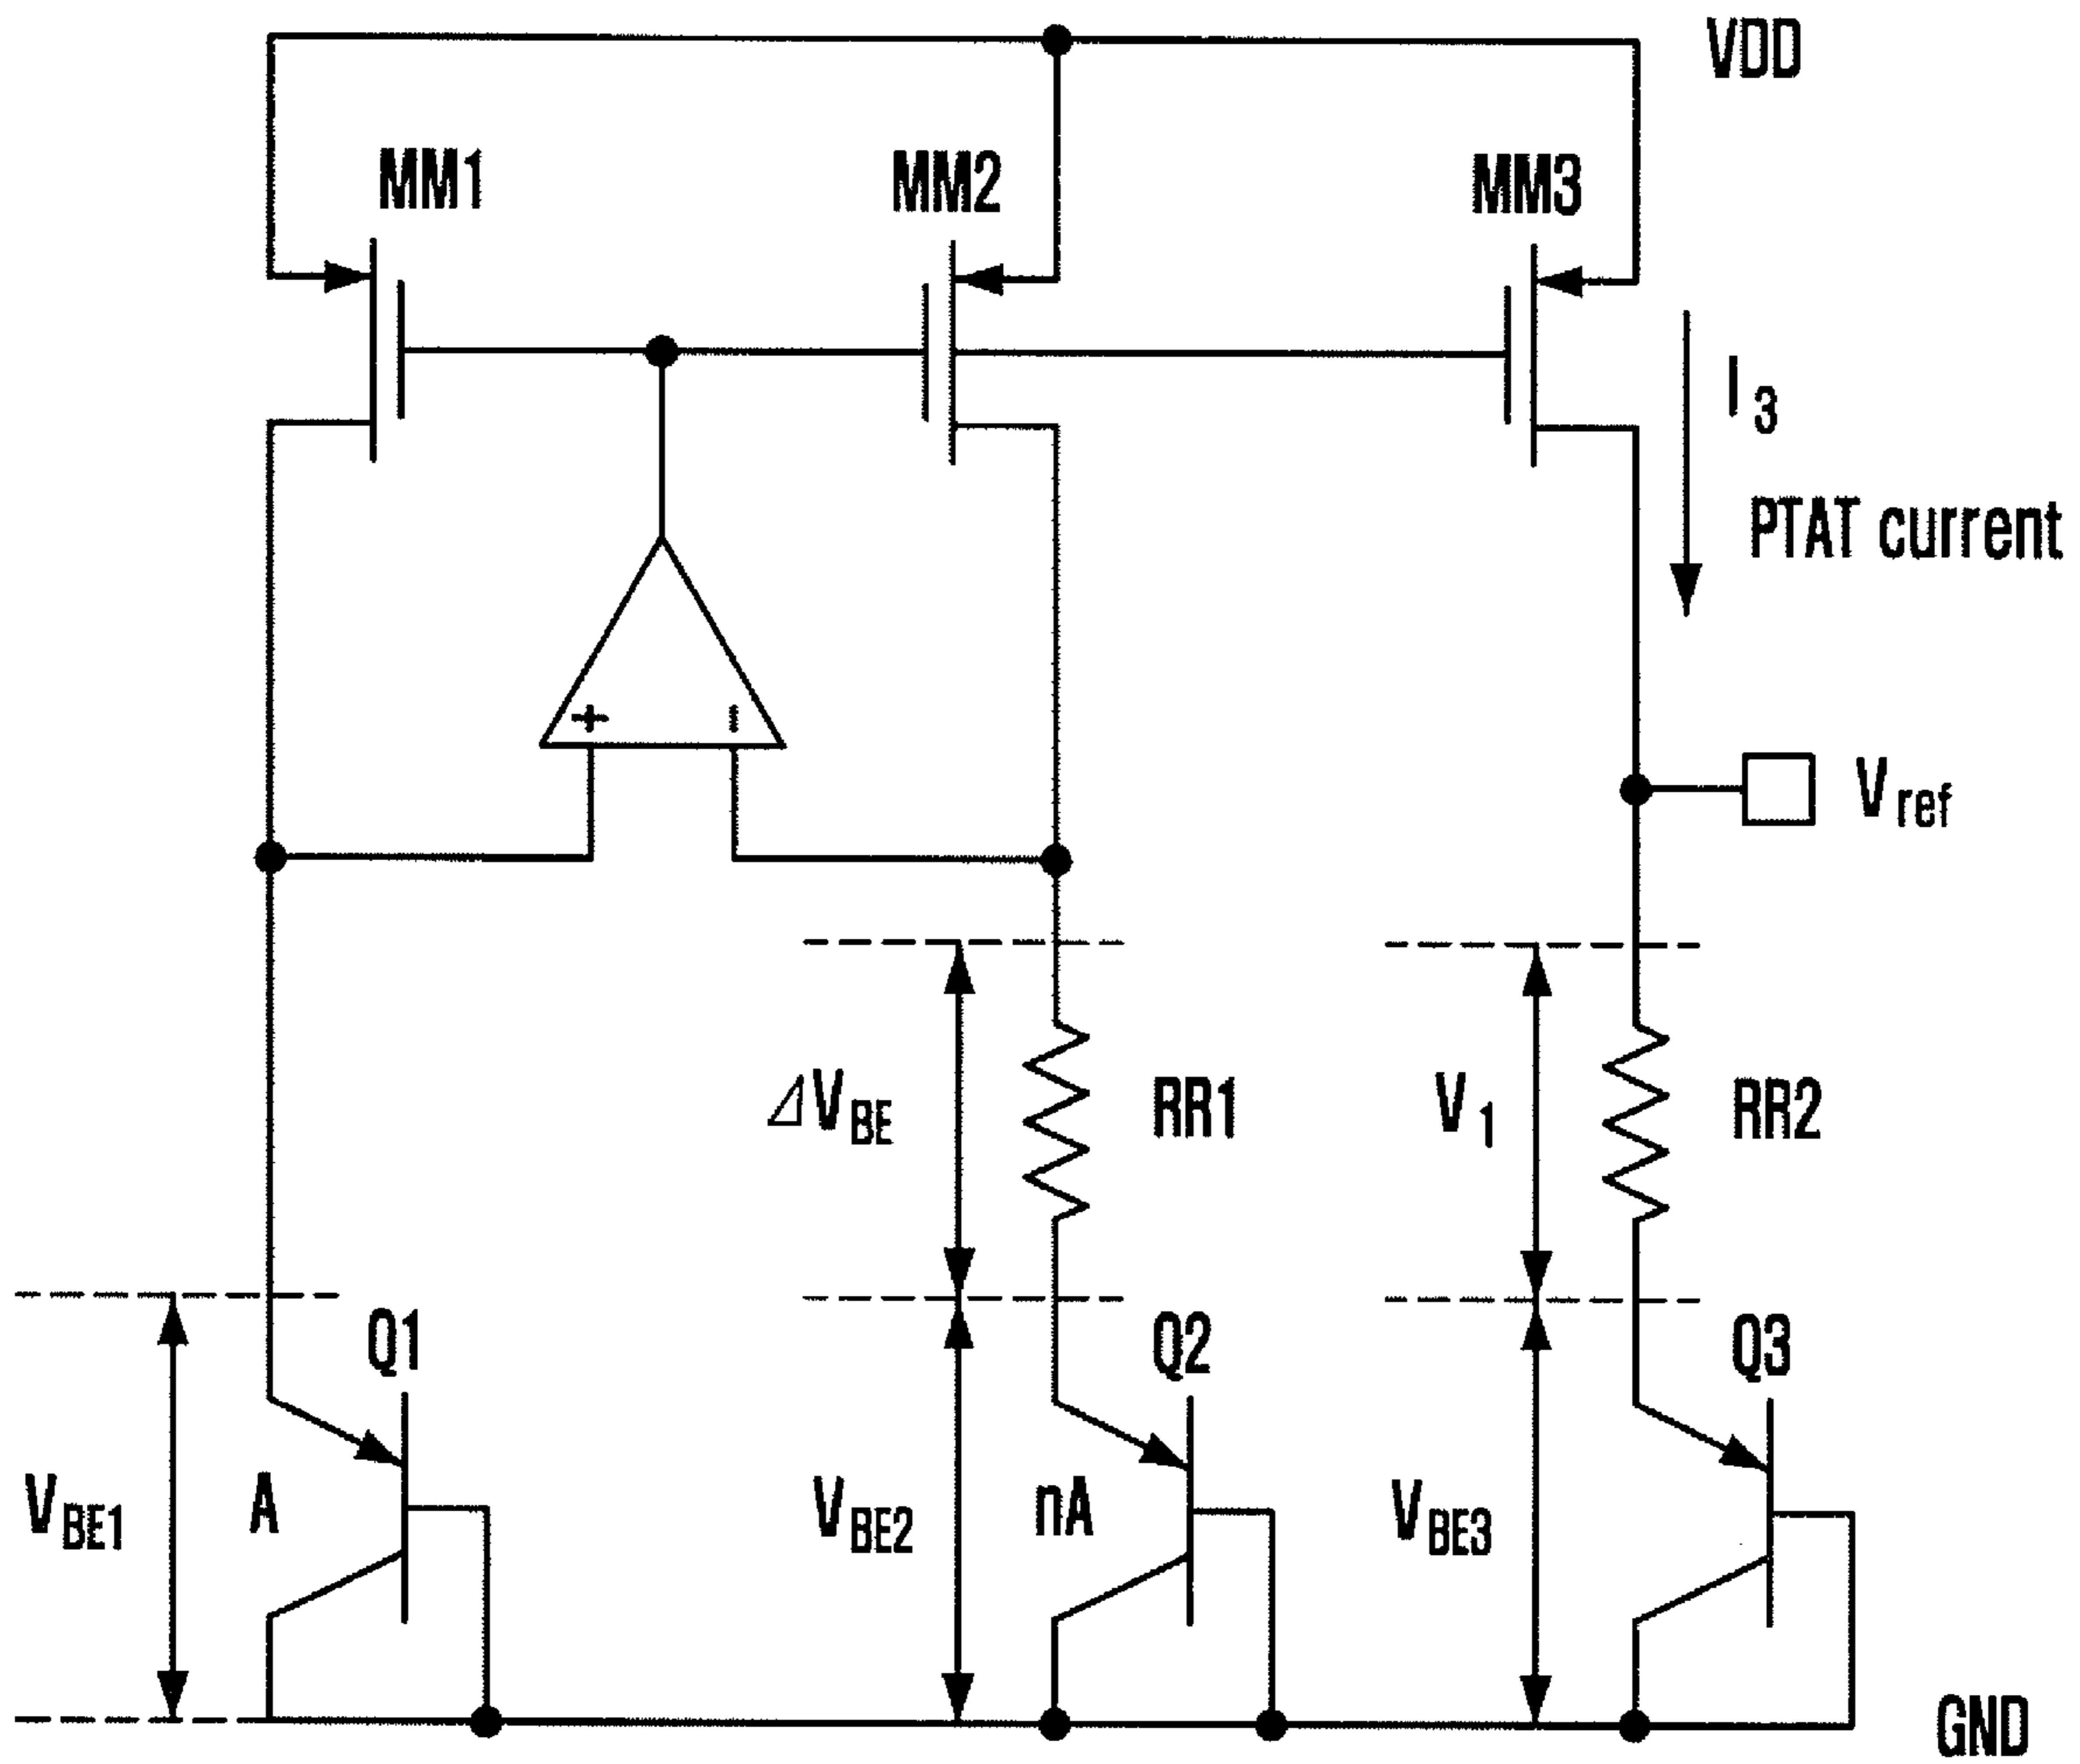 VDD
MM1
MM2
MM3
I3
PTAT current
+
-
Vref
ΔVBE
RR1
V1
RR2
Q1
Q2
Q3
VBE1
A
VBE2
nA
VBE3
GND